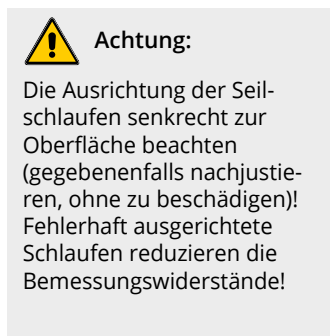 Achtung:
Die Ausrichtung der Seil-
schlaufen senkrecht zur
Oberfläche beachten
(gegebenenfalls nachjustie-
ren, ohne zu beschädigen)!
Fehlerhaft ausgerichtete
Schlaufen reduzieren die
Bemessungswiderstände!